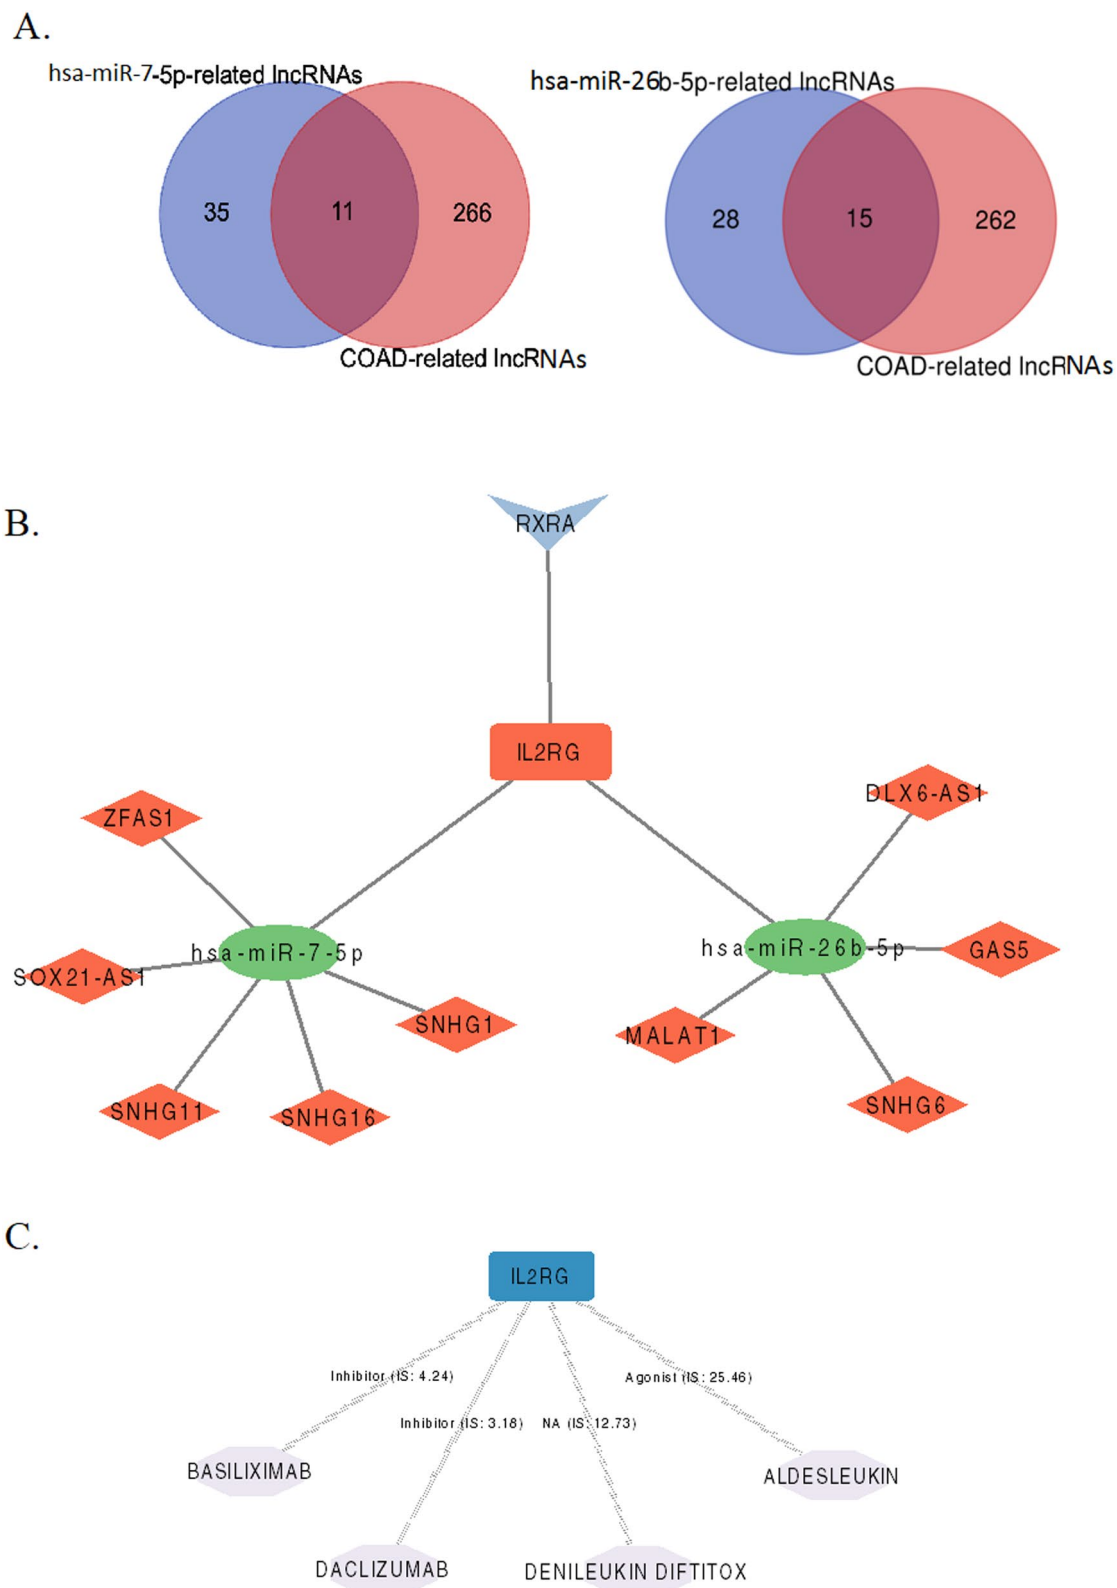 A.
hsa-miR-7-5p-related lncRNAs
35
11
266
COAD-related lncRNAs
hsa-miR-26b-5p-related lncRNAs
28
15
262
COAD-related lncRNAs
B.
RXRA
IL2RG
ZFAS1
DLX6-AS1
hsa-miR-7-5p
hsa-miR-26b-5p
SOX21-AS1
GAS5
SNHG1
MALAT1
SNHG11
SNHG16
SNHG6
C.
IL2RG
Inhibitor (IS: 4.24)
Agonist (IS: 25.46)
Inhibitor (IS: 3.18)
NA (IS: 12.73)
BASILIXIMAB
ALDESLEUKIN
DACLIZUMAB
DENILEUKIN DIFTITOX